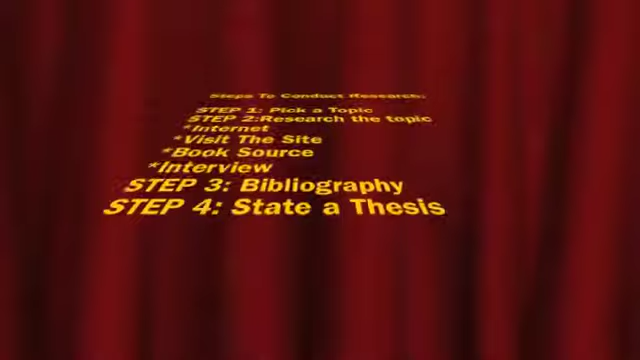 Steps To Conduct Research:
STEP 1: Pick a Topic
STEP 2:Research the topic
*Internet
*Visit The Site
*Book Source
*Interview
STEP 3: Bibliography
STEP 4: State a Thesis